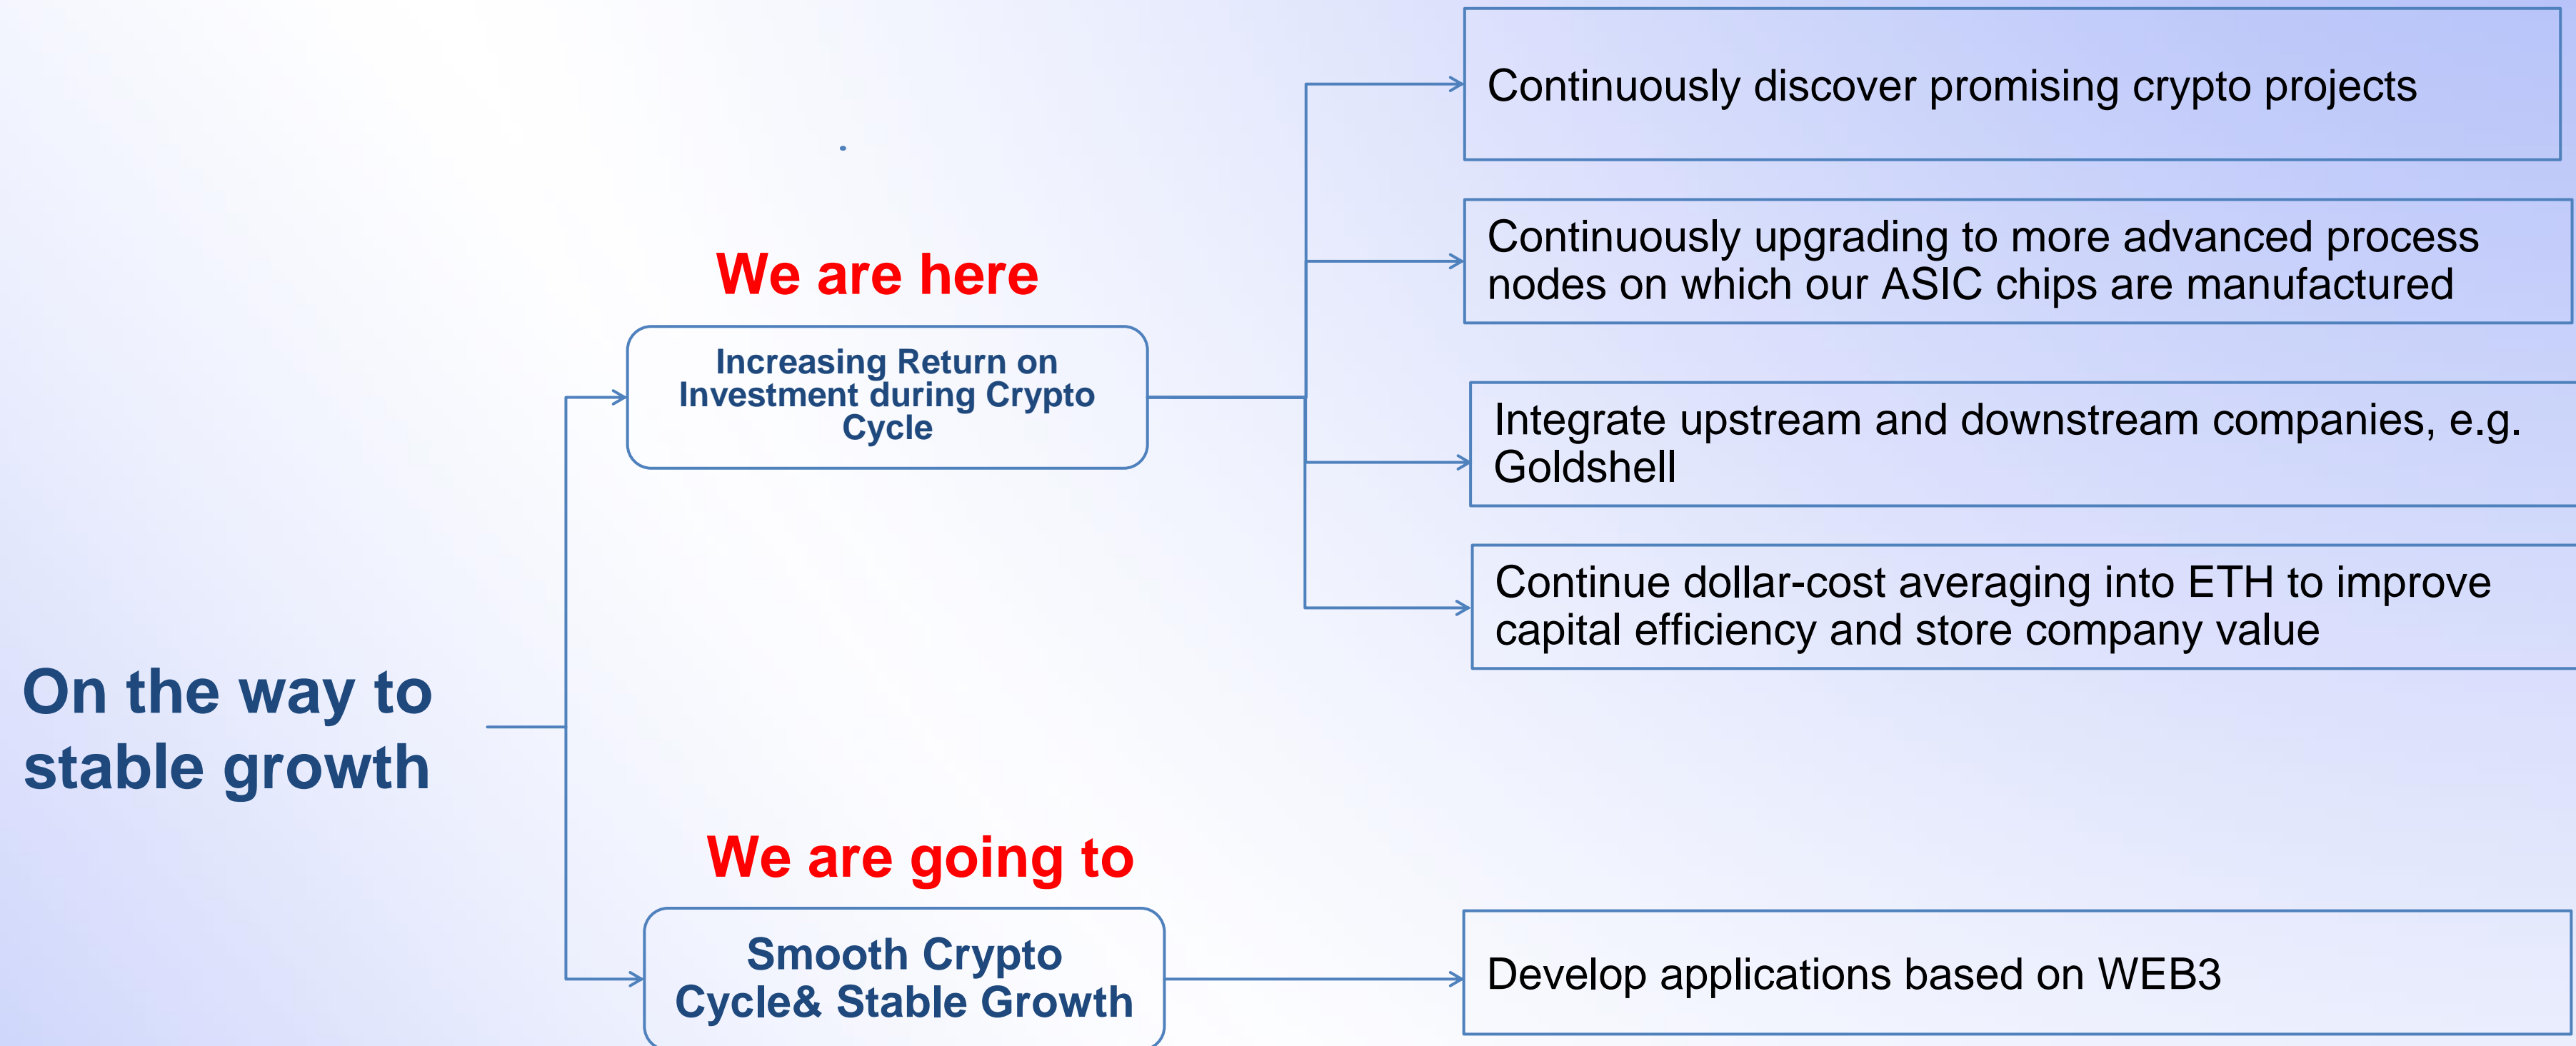 On the way to
stable growth
We are here
Increasing Return on
Investment during Crypto
Cycle
Continuously discover promising crypto projects
Continuously upgrading to more advanced process
nodes on which our ASIC chips are manufactured
Integrate upstream and downstream companies, e.g.
Goldshell
Continue dollar-cost averaging into ETH to improve
capital efficiency and store company value
We are going to
Smooth Crypto
Cycle& Stable Growth
Develop applications based on WEB3